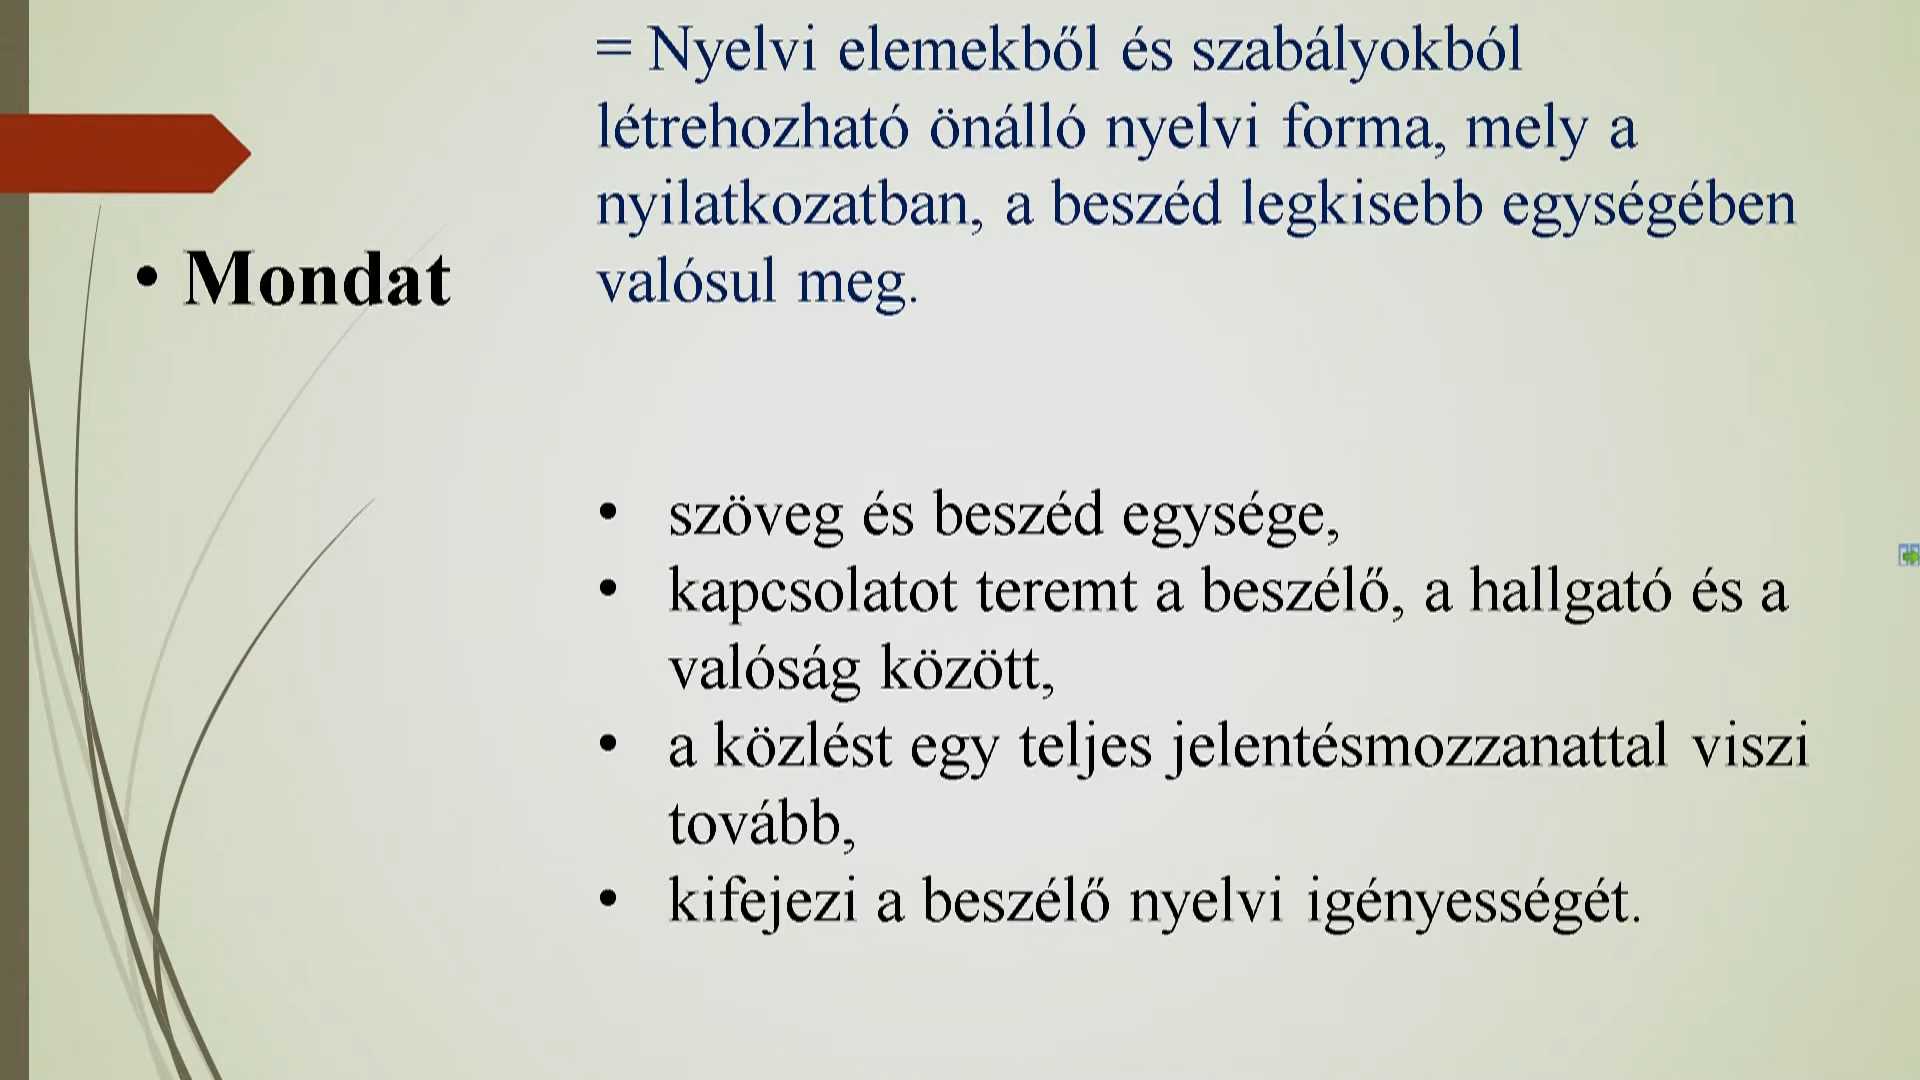 • Mondat
= Nyelvi elemekből és szabályokból
létrehozható önálló nyelvi forma, mely a
nyilatkozatban, a beszéd legkisebb egységében
valósul meg.
• szöveg és beszéd egysége,
• kapcsolatot teremt a beszélő, a hallgató és a
valóság között,
• a közlést egy teljes jelentésmozzanattal viszi
tovább,
• kifejezi a beszélő nyelvi igényességét.